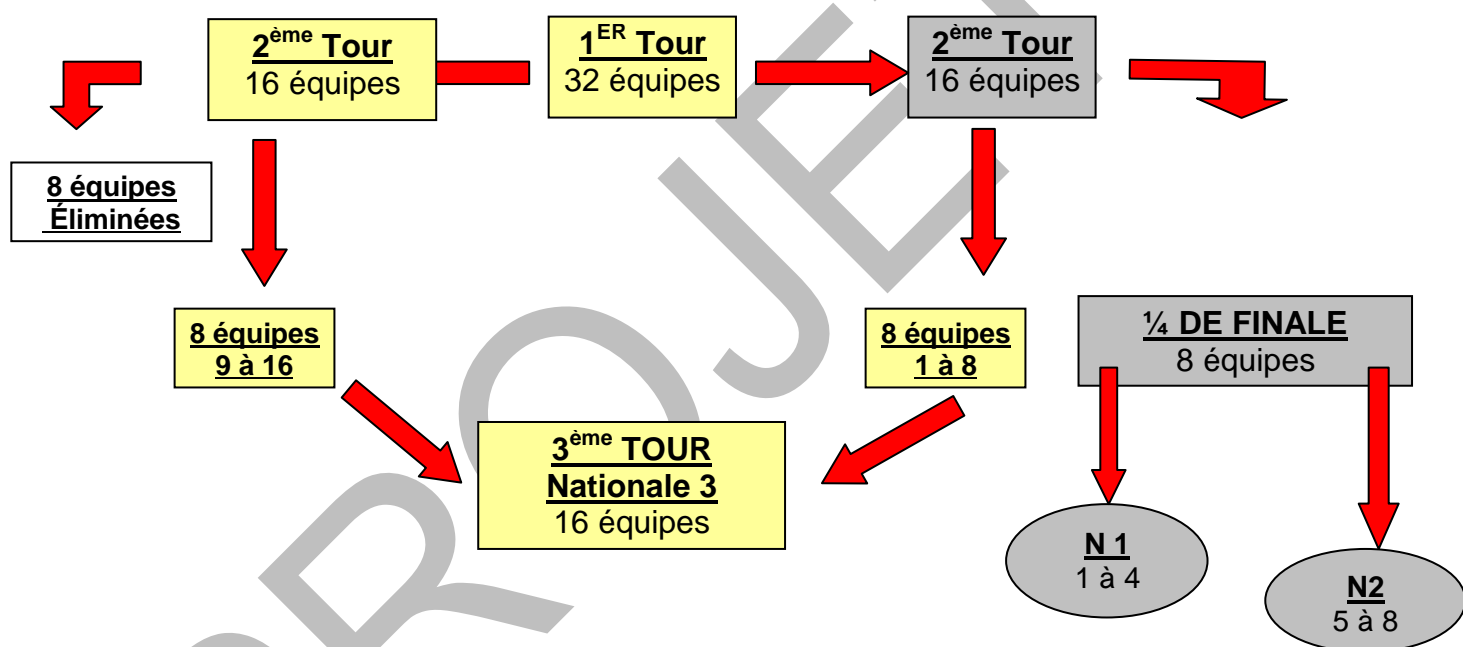 2ème Tour
16 équipes
1ER Tour
32 équipes
2ème Tour
16 équipes
8 équipes
Éliminées
8 équipes
9 à 16
8 équipes
1 à 8
¼ DE FINALE
8 équipes
3ème TOUR
Nationale 3
16 équipes
N 1
1 à 4
N2
5 à 8
PROJET